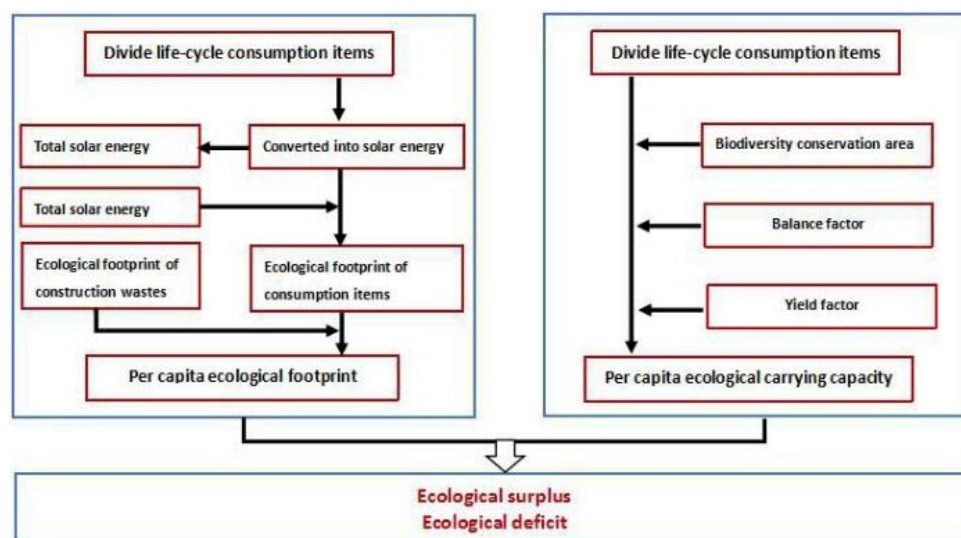 Divide life-cycle consumption items
Total solar energy
Converted into solar energy
Total solar energy
Ecological footprint of
construction wastes
Ecological footprint of
consumption items
Per capita ecological footprint
Divide life-cycle consumption items
Biodiversity conservation area
Balance factor
Yield factor
Per capita ecological carrying capacity
Ecological surplus
Ecological deficit